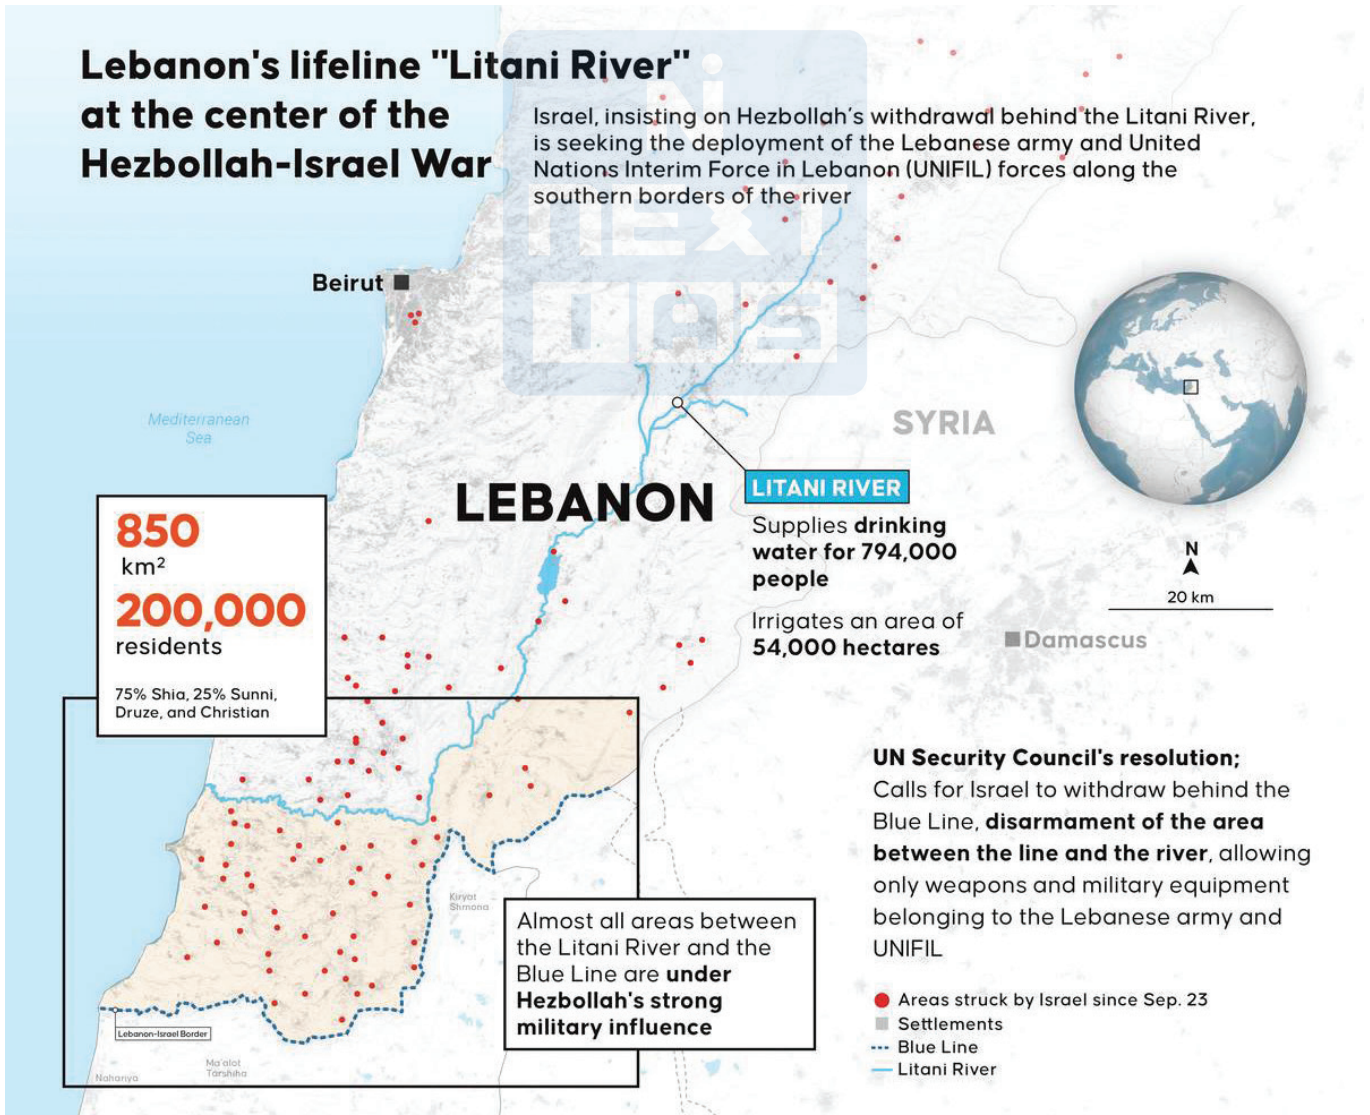 Lebanon's lifeline "Litani River"
at the center of the
Hezbollah-Israel War
Israel, insisting on Hezbollah's withdrawal behind the Litani River,
is seeking the deployment of the Lebanese army and United
Nations Interim Force in Lebanon (UNIFIL) forces along the
southern borders of the river
NEXT
IAS
Beirut
Mediterranean
Sea
SYRIA
LEBANON
LITANI RIVER
Supplies drinking
water for 794,000
people
Irrigates an area of
54,000 hectares
N
20 km
Damascus
850
km²
200,000
residents
75% Shia, 25% Sunni,
Druze, and Christian
UN Security Council's resolution;
Calls for Israel to withdraw behind the
Blue Line, disarmament of the area
between the line and the river, allowing
only weapons and military equipment
belonging to the Lebanese army and
UNIFIL
Kiryat
Shmona
Almost all areas between
the Litani River and the
Blue Line are under
Hezbollah's strong
military influence
Lebanon-Israel Border
Ma'alot
Tarshiha
Nahariya
Areas struck by Israel since Sep. 23
Settlements
Blue Line
Litani River